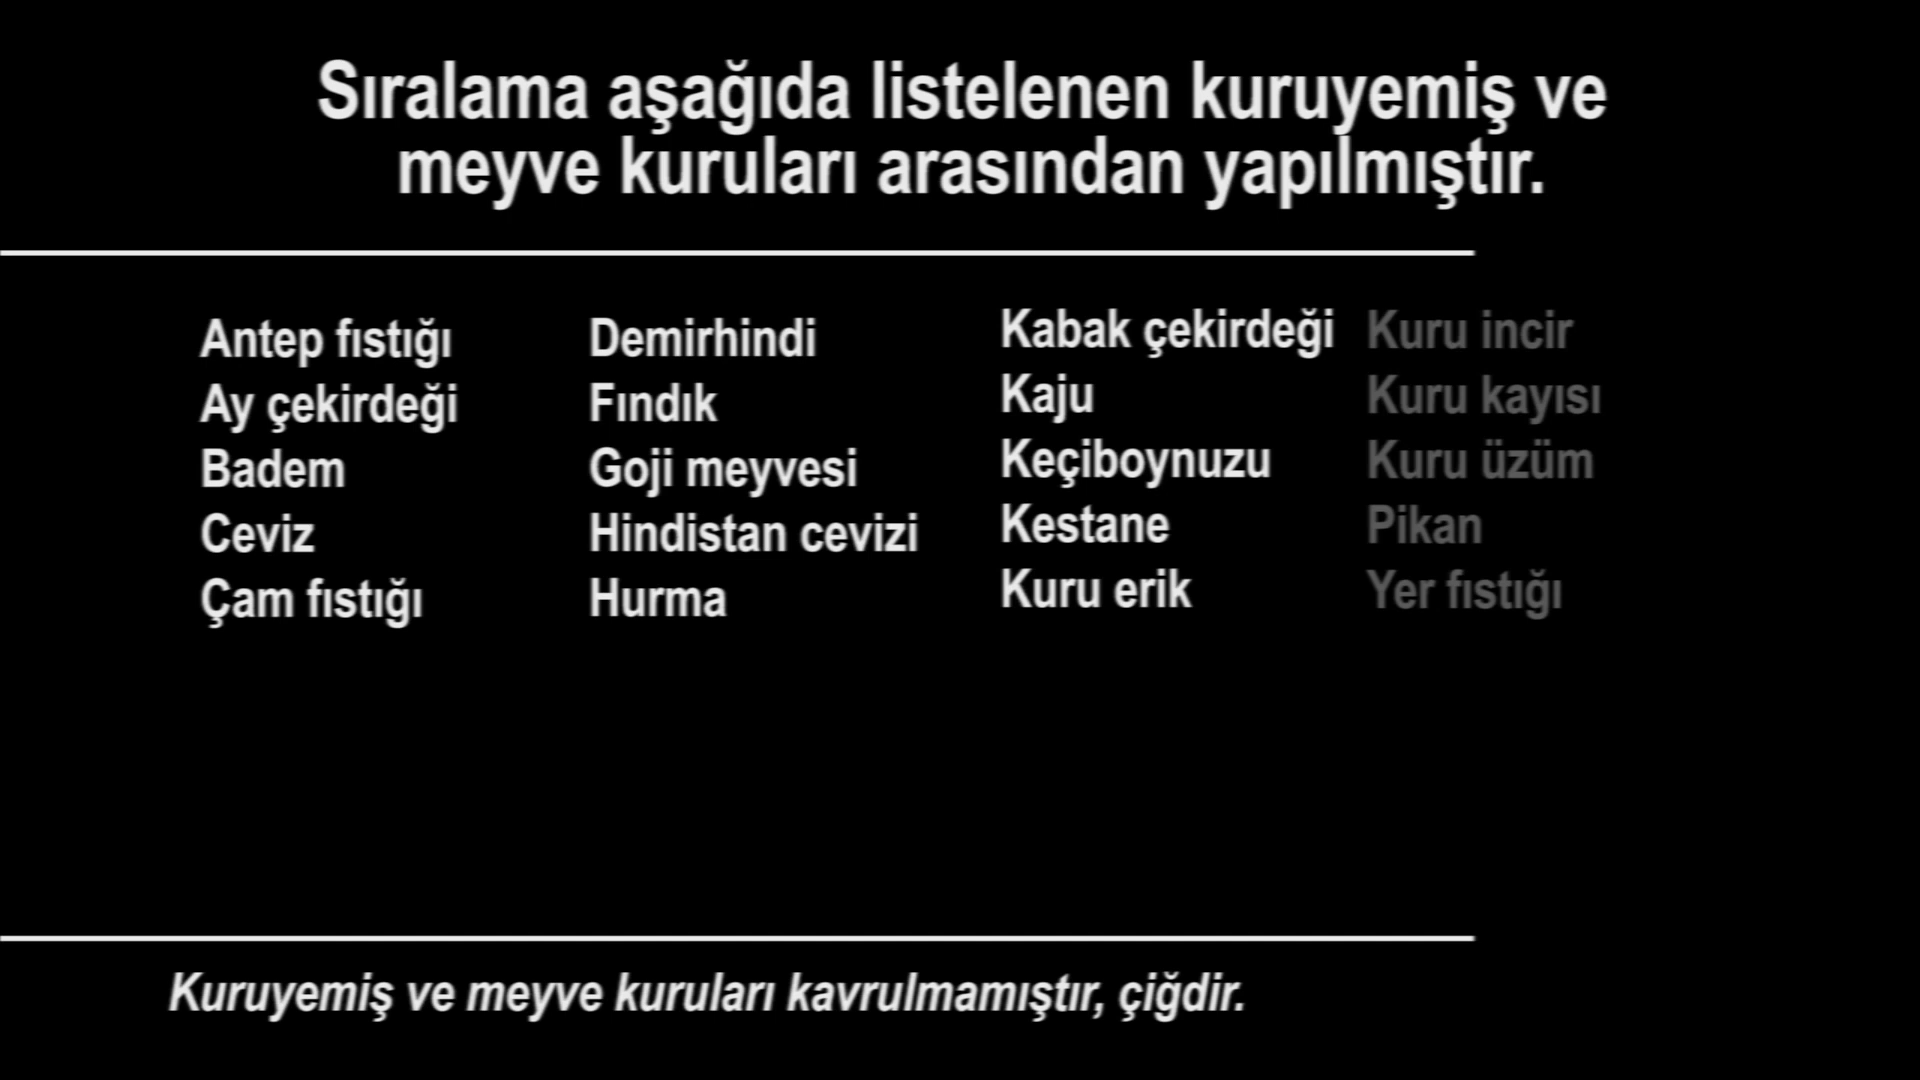 Sıralama aşağıda listelenen kuruyemiş ve
meyve kuruları arasından yapılmıştır.
Antep fıstığı
Ay çekirdeği
Badem
Ceviz
Çam fıstığı
Demirhindi
Fındık
Goji meyvesi
Hindistan cevizi
Hurma
Kabak çekirdeği
Kaju
Keçiboynuzu
Kestane
Kuru erik
Kuru incir
Kuru kayısı
Kuru üzüm
Pikan
Yer fıstığı
Kuruyemiş ve meyve kuruları kavrulmamıştır, çiğdir.